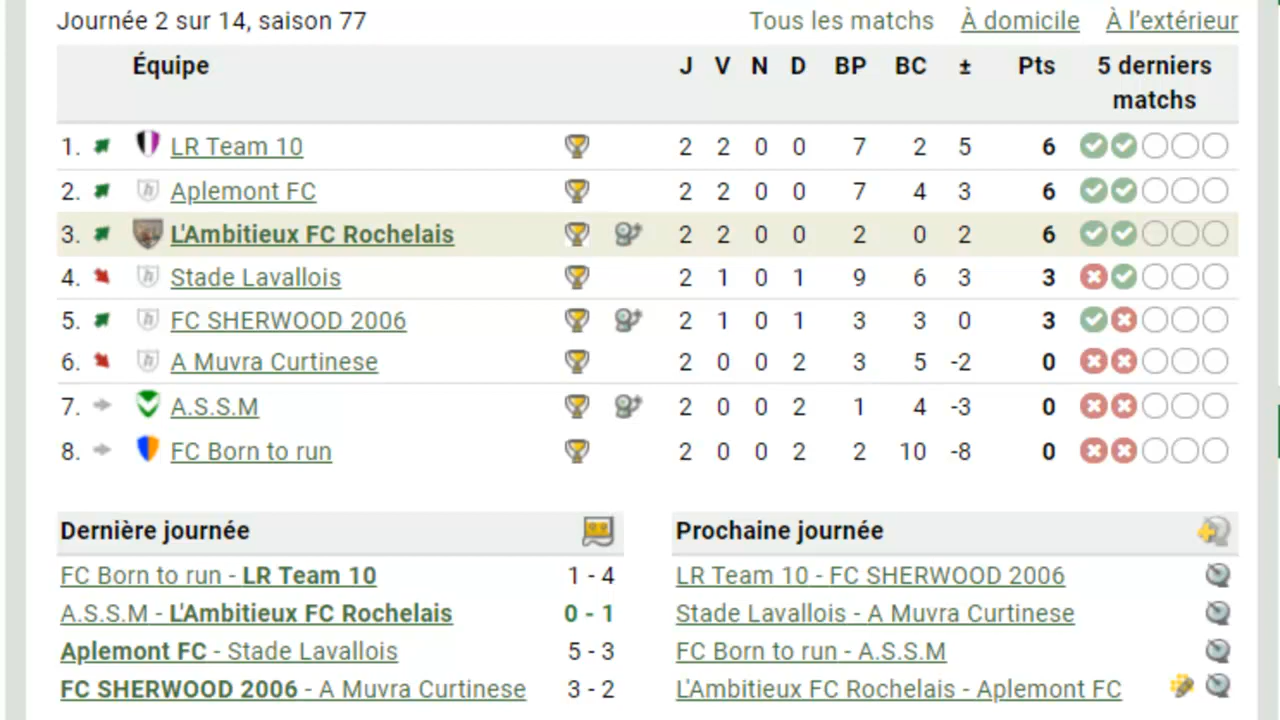 Journée 2 sur 14, saison 77 Tous les matchs À domicile À l'extérieur
Équipe J V N D BP BC ± Pts 5 derniers matchs
1. LR Team 10 2 2 0 0 7 2 5 6
2. Aplemont FC 2 2 0 0 7 4 3 6
3. L'Ambitieux FC Rochelais 2 2 0 0 2 0 2 6
4. Stade Lavallois 2 1 0 1 9 6 3 3
5. FC SHERWOOD 2006 2 1 0 1 3 3 0 3
6. A Muvra Curtinese 2 0 0 2 3 5 -2 0
7. A.S.S.M 2 0 0 2 1 4 -3 0
8. FC Born to run 2 0 0 2 2 10 -8 0
Dernière journée
FC Born to run - LR Team 10 1 - 4
A.S.S.M - L'Ambitieux FC Rochelais 0 - 1
Aplemont FC - Stade Lavallois 5 - 3
FC SHERWOOD 2006 - A Muvra Curtinese 3 - 2
Prochaine journée
LR Team 10 - FC SHERWOOD 2006
Stade Lavallois - A Muvra Curtinese
FC Born to run - A.S.S.M
L'Ambitieux FC Rochelais - Aplemont FC